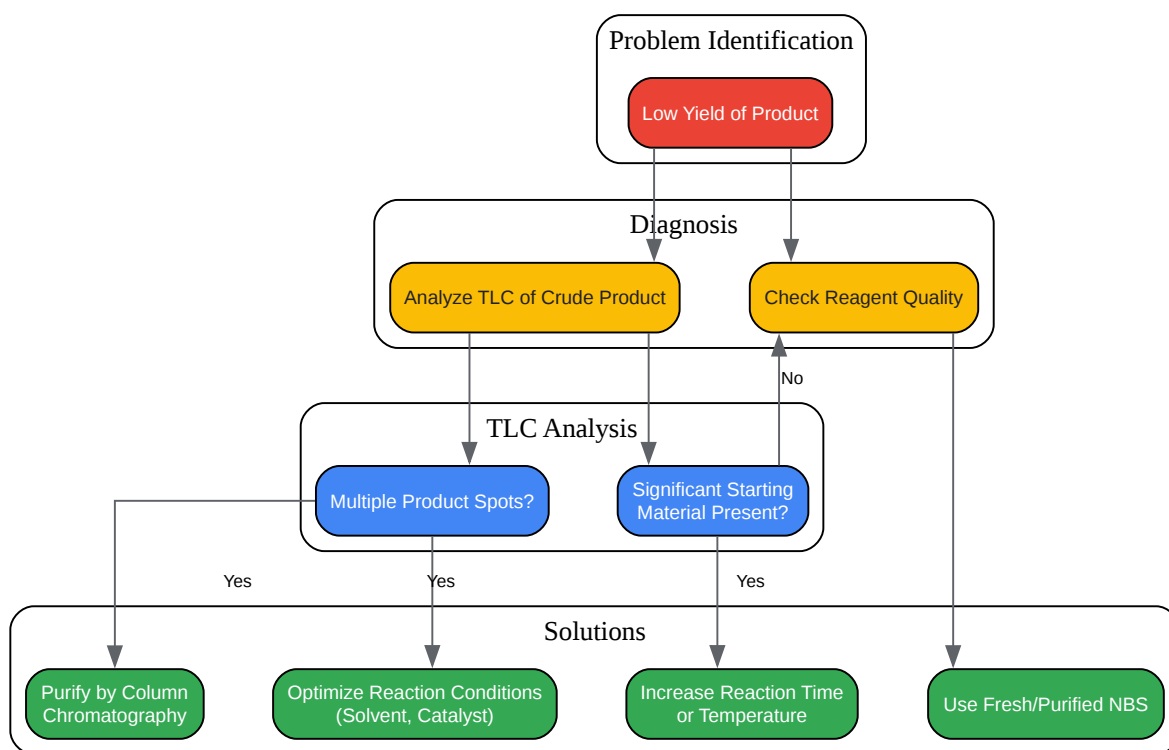 Problem Identification
Low Yield of Product
Diagnosis
Analyze TLC of Crude Product
Check Reagent Quality
No
TLC Analysis
Multiple Product Spots?
Significant Starting
Material Present?
Yes
Yes
Yes
Solutions
Purify by Column
Chromatography
Optimize Reaction Conditions
(Solvent, Catalyst)
Increase Reaction Time
or Temperature
Use Fresh/Purified NBS